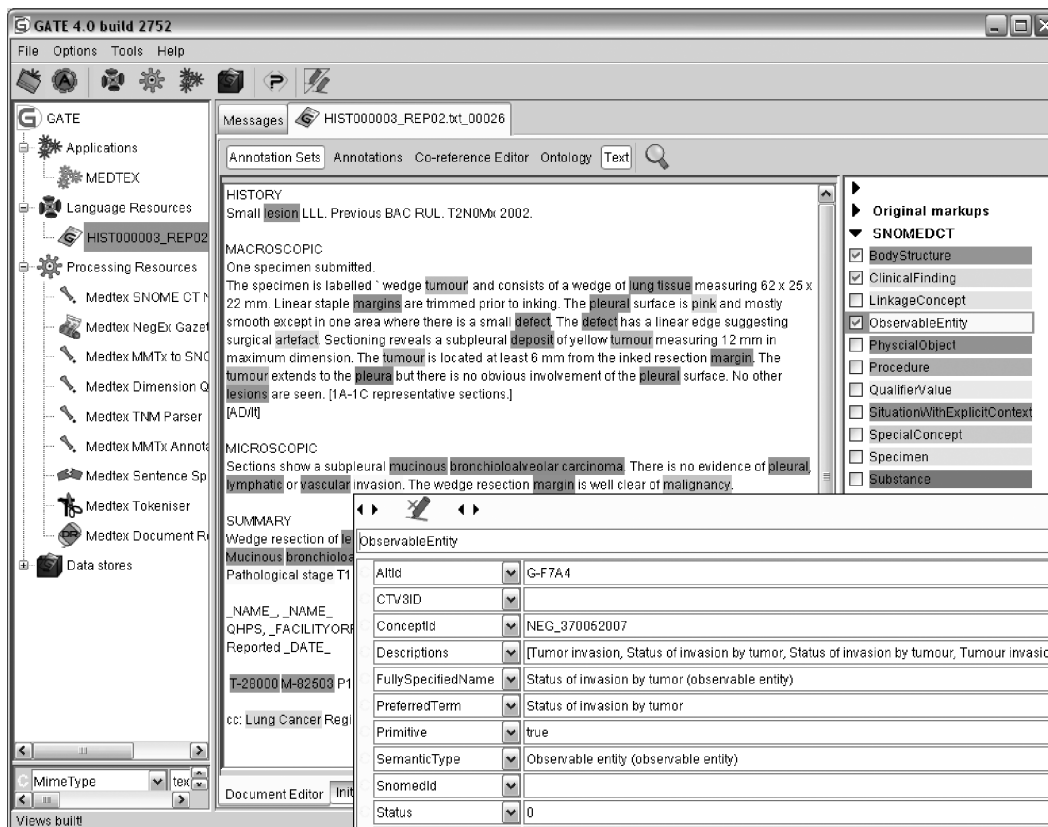 GATE 4.0 build 2752
File Options Tools Help
GATE
Applications
MEDTEX
Language Resources
HIST000003_REP02
Processing Resources
Medtex SNOME CT
Medtex NegEx Gazet
Medtex MMTx to SNO
Medtex Dimension Q
Medtex TNM Parser
Medtex MMTx Annota
Medtex Sentence Sp
Medtex Tokeniser
Medtex Document Re
Data stores
MimeType tex
Views built!
Messages HIST000003_REP02.txt_00026
Annotation Sets Annotations Co-reference Editor Ontology Text
HISTORY
Small lesion LLL. Previous BAC RUL. T2N0Mx 2002.
MACROSCOPIC
One specimen submitted.
The specimen is labelled ` wedge tumour' and consists of a wedge of lung tissue measuring 62 x 25 x
22 mm. Linear staple margins are trimmed prior to inking. The pleural surface is pink and mostly
smooth except in one area where there is a small defect. The defect has a linear edge suggesting
surgical artefact. Sectioning reveals a subpleural deposit of yellow tumour measuring 12 mm in
maximum dimension. The tumour is located at least 6 mm from the inked resection margin. The
tumour extends to the pleura but there is no obvious involvement of the pleural surface. No other
lesions are seen. [1A-1C representative sections.]
[AD/lt]
MICROSCOPIC
Sections show a subpleural mucinous bronchioloalveolar carcinoma. There is no evidence of pleural,
lymphatic or vascular invasion. The wedge resection margin is well clear of malignancy.
SUMMARY
Wedge resection of le
Mucinous bronchioloa
Pathological stage T1
_NAME_, _NAME_
QHPS, _FACILITYORF
Reported _DATE_
T-28000 M-82503 P1
cc: Lung Cancer Regi
Document Editor Init
Original markups
SNOMEDCT
BodyStructure
ClinicalFinding
LinkageConcept
ObservableEntity
PhyscialObject
Procedure
QualifierValue
SituationWithExplicitContext
SpecialConcept
Specimen
Substance
ObservableEntity
AltId G-F7A4
CTV3ID
ConceptId NEG_370052007
Descriptions [Tumor invasion, Status of invasion by tumor, Status of invasion by tumour, Tumour invasio
FullySpecifiedName Status of invasion by tumor (observable entity)
PreferredTerm Status of invasion by tumor
Primitive true
SemanticType Observable entity (observable entity)
SnomedId
Status 0